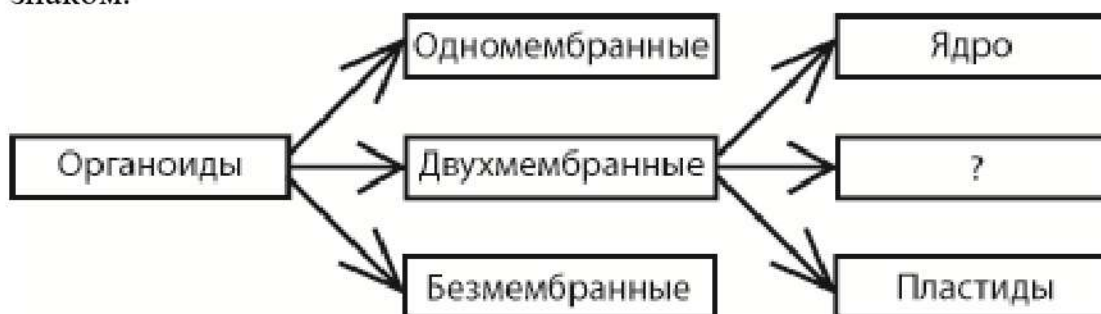 знаком.
Одномембранные
Ядро
Органоиды
Двухмембранные
?
Безмембранные
Пластиды